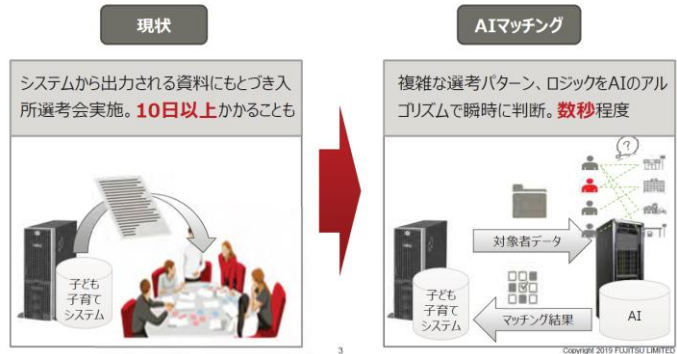 現状
システムから出力される資料にもとづき入
所選考会実施。10日以上かかることも
子ども
子育て
システム
AIマッチング
複雑な選考パターン、ロジックをAIのアル
ゴリズムで瞬時に判断。数秒程度
?
対象者データ
子ども
子育て
システム
マッチング結果
AI
3
Copyright 2019 FUJITSU LIMITED